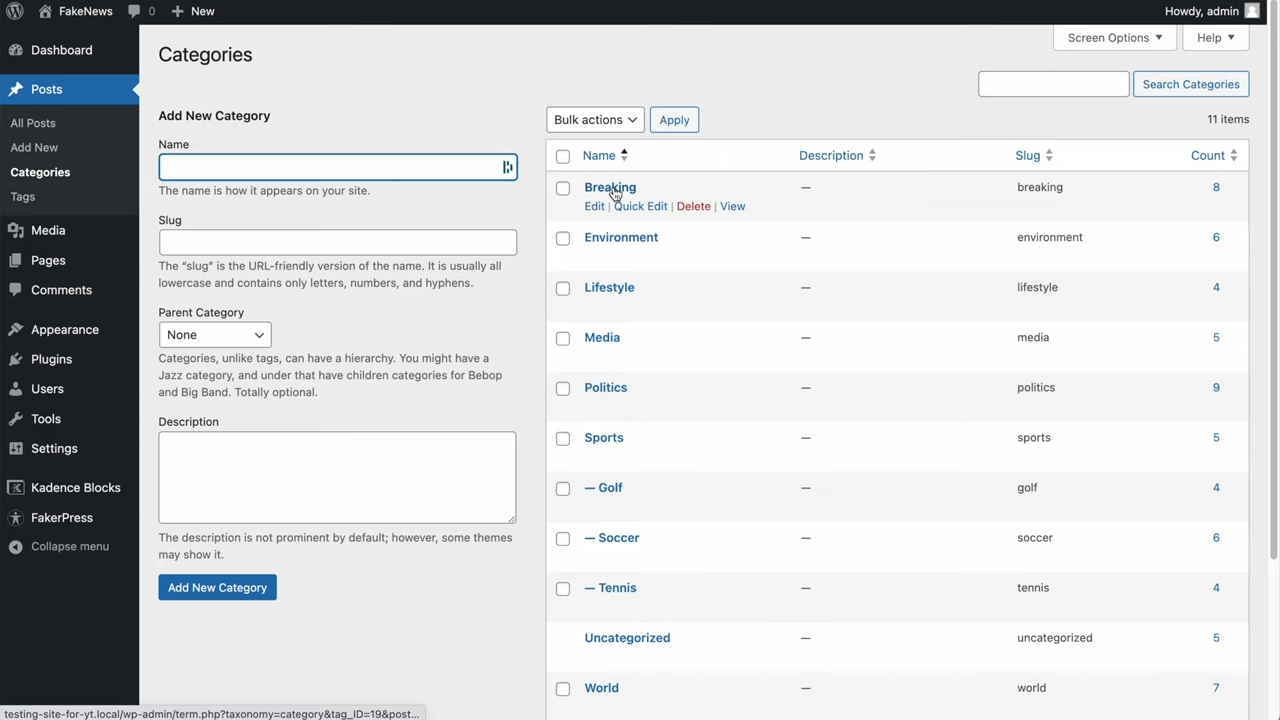 FakeNews 0 New Howdy, admin
Dashboard
Posts
All Posts
Add New
Categories
Tags
Media
Pages
Comments
Appearance
Plugins
Users
Tools
Settings
Kadence Blocks
FakerPress
Collapse menu
Categories
Screen Options Help
Search Categories
Add New Category
Name
The name is how it appears on your site.
Slug
The “slug” is the URL-friendly version of the name. It is usually all
lowercase and contains only letters, numbers, and hyphens.
Parent Category
None
Categories, unlike tags, can have a hierarchy. You might have a
Jazz category, and under that have children categories for Bebop
and Big Band. Totally optional.
Description
The description is not prominent by default; however, some themes
may show it.
Add New Category
Bulk actions Apply 11 items
Name Description Slug Count
Breaking — breaking 8
Edit | Quick Edit | Delete | View
Environment — environment 6
Lifestyle — lifestyle 4
Media — media 5
Politics — politics 9
Sports — sports 5
— Golf — golf 4
— Soccer — soccer 6
— Tennis — tennis 4
Uncategorized — uncategorized 5
World — world 7
testing-site-for-yt.local/wp-admin/term.php?taxonomy=category&tag_ID=19&post...